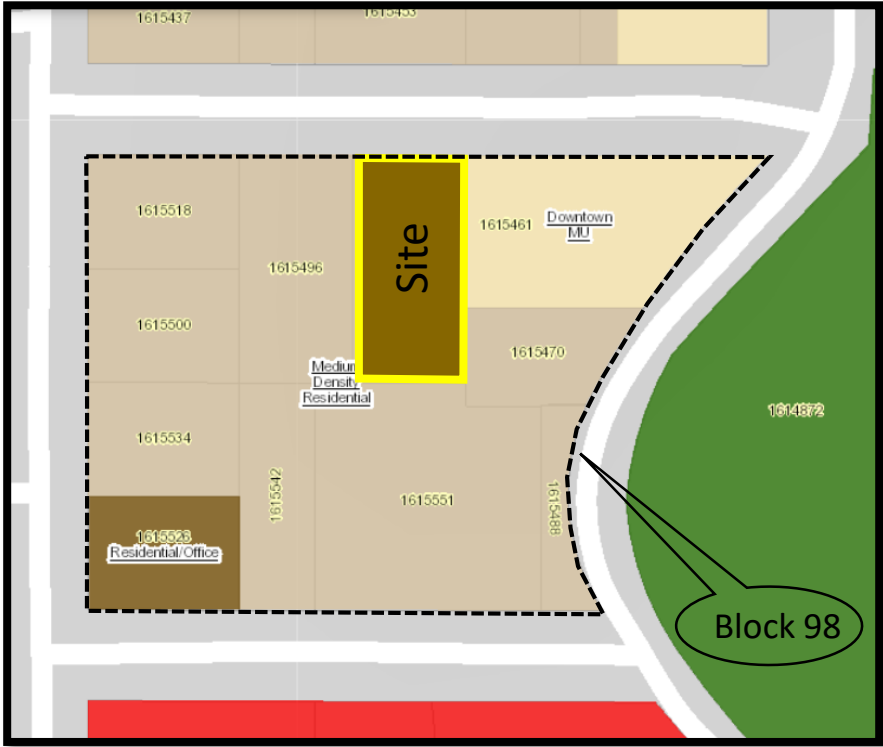 1615437
1615453
1615518
1615461
Downtown
MU
Site
1615496
1615500
1615470
Medium
Density
Residential
1614872
1615534
1615542
1615551
1615488
1615526
Residential/Office
Block 98